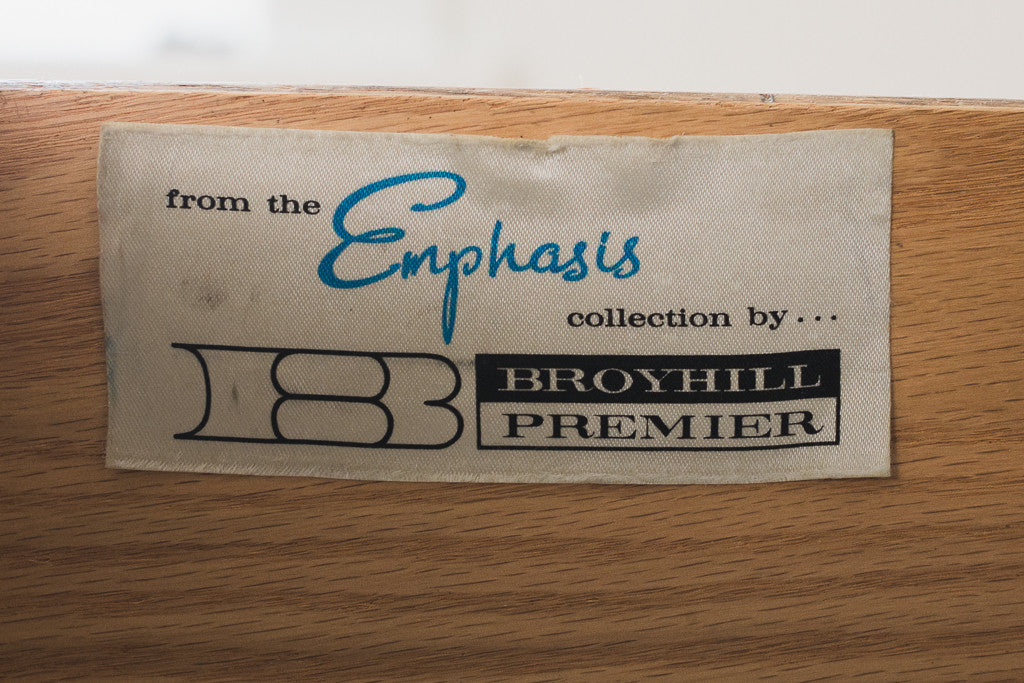 from the Emphasis
collection by...
B BROYHILL
PREMIER